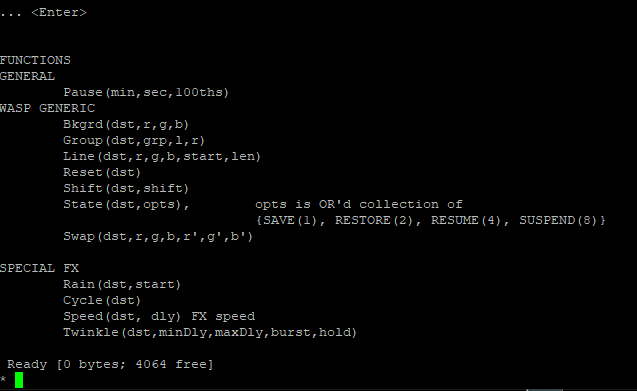 ... <Enter>
FUNCTIONS
GENERAL
Pause(min,sec,100ths)
WASP GENERIC
Bkgrd(dst,r,g,b)
Group(dst,grp,l,r)
Line(dst,r,g,b,start,len)
Reset(dst)
Shift(dst,shift)
State(dst,opts), opts is OR'd collection of
{SAVE(1), RESTORE(2), RESUME(4), SUSPEND(8)}
Swap(dst,r,g,b,r',g',b')
SPECIAL FX
Rain(dst,start)
Cycle(dst)
Speed(dst, dly) FX speed
Twinkle(dst,minDly,maxDly,burst,hold)
Ready [0 bytes; 4064 free]
*